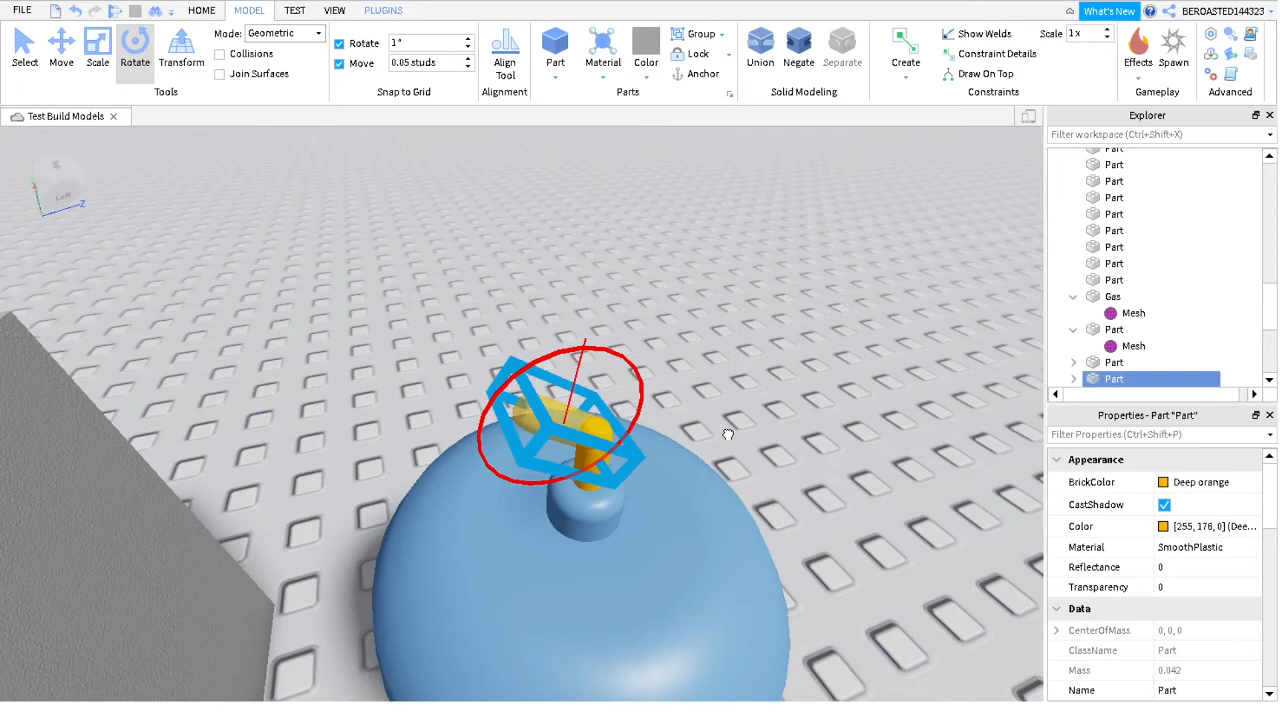 FILE HOME MODEL TEST VIEW PLUGINS What's New BEROASTED144323
Select Move Scale Rotate Transform
Mode: Geometric
Collisions
Join Surfaces
Tools
Rotate 1°
Move 0.05 studs
Snap to Grid
Align Tool
Alignment
Part Material Color
Group
Lock
Anchor
Parts
Union Negate Separate
Solid Modeling
Create
Show Welds Scale 1x
Constraint Details
Draw On Top
Constraints
Effects Spawn
Gameplay
Advanced
Test Build Models
Explorer
Filter workspace (Ctrl+Shift+X)
Part
Part
Part
Part
Part
Part
Part
Part
Part
Gas
Mesh
Part
Mesh
Part
Part
Properties - Part "Part"
Filter Properties (Ctrl+Shift+P)
Appearance
BrickColor Deep orange
CastShadow
Color [255, 176, 0] (Dee...
Material SmoothPlastic
Reflectance 0
Transparency 0
Data
CenterOfMass 0, 0, 0
ClassName Part
Mass 0.042
Name Part
Left
X
Z